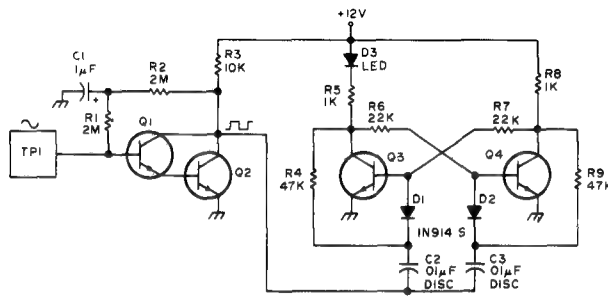 +12V
C1
1µF
+
R2
2M
R3
10K
D3
LED
R8
1K
R1
2M
Q1
R5
1K
R6
22K
R7
22K
TP1
Q2
R4
47K
Q3
Q4
R9
47K
D1
D2
1N914 S
C2
.01µF
DISC
C3
.01µF
DISC